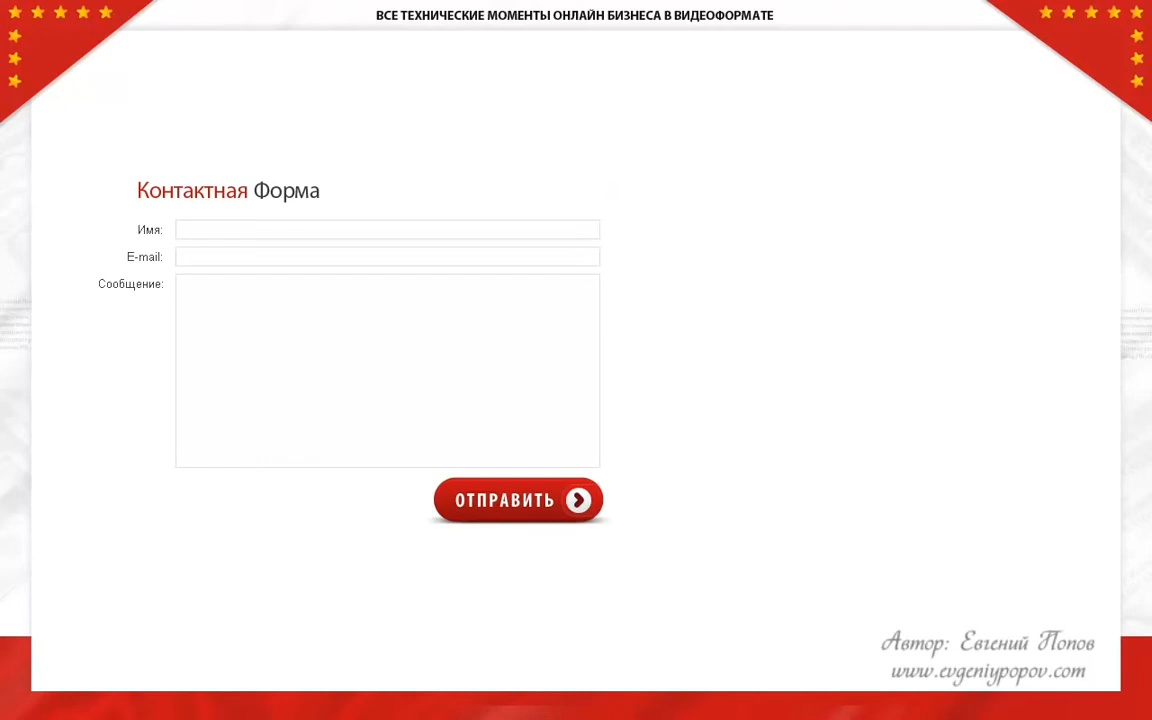 ВСЕ ТЕХНИЧЕСКИЕ МОМЕНТЫ ОНЛАЙН БИЗНЕСА В ВИДЕОФОРМАТЕ
Контактная Форма
Имя:
E-mail:
Сообщение:
ОТПРАВИТЬ
Автор: Евгений Попов
www.evgeniypopov.com